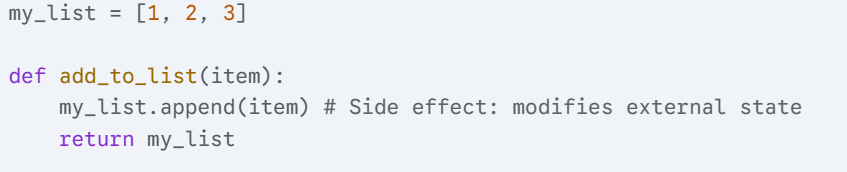 my_list = [1, 2, 3]
def add_to_list(item):
    my_list.append(item) # Side effect: modifies external state
    return my_list